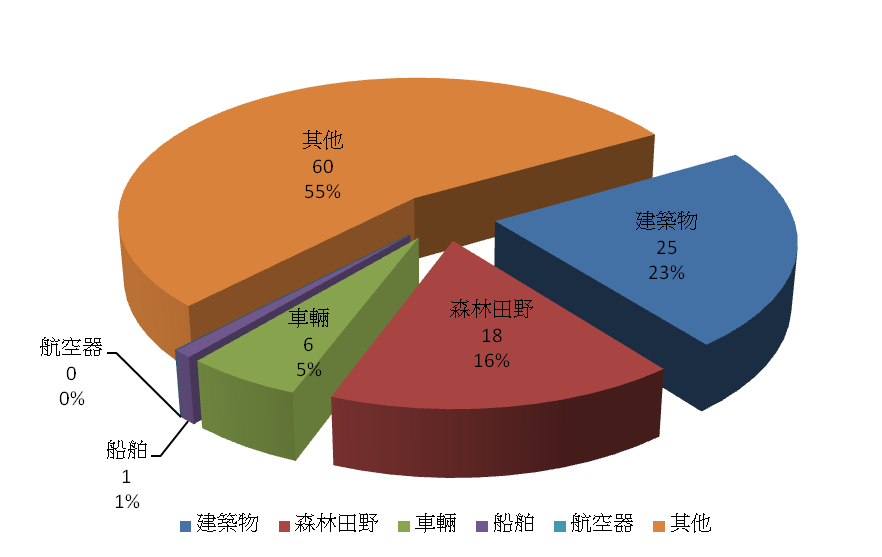 其他
60
55%
建築物
25
23%
森林田野
18
16%
車輛
6
5%
航空器
0
0%
船舶
1
1%
建築物 森林田野 車輛 船舶 航空器 其他